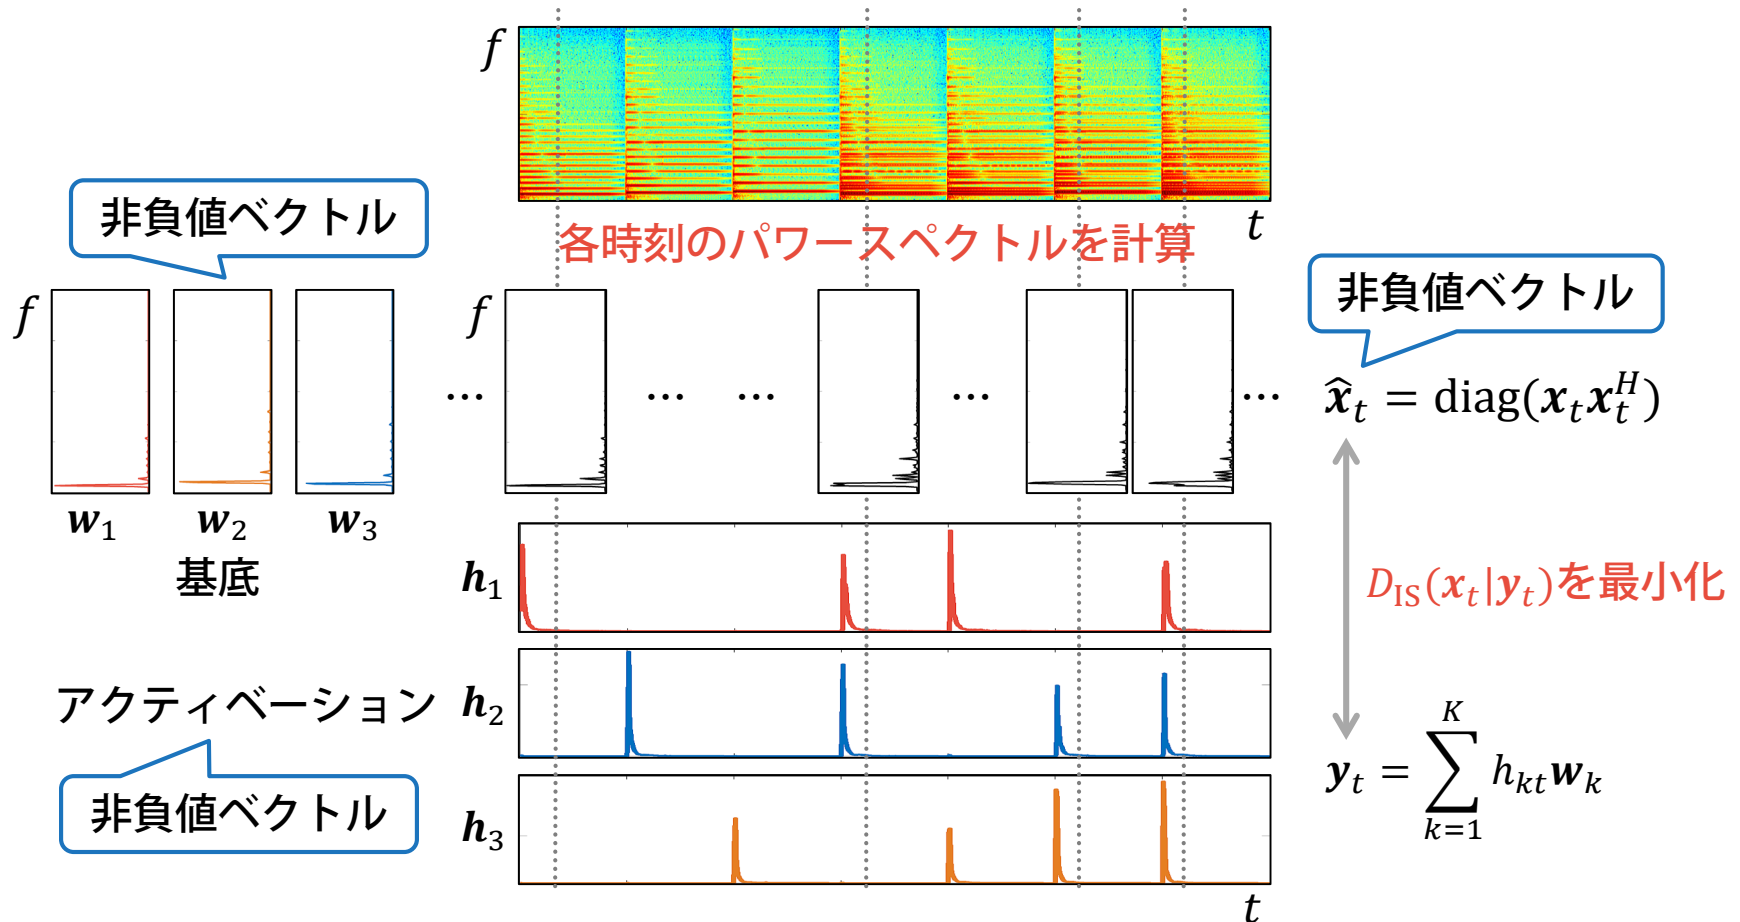 f
t
各時刻のパワースペクトルを計算
非負値ベクトル
非負値ベクトル
f
f
… … … … …
x̂_t = diag(x_t x_t^H)
w_1 w_2 w_3
基底
h_1
D_IS(x_t|y_t)を最小化
アクティベーション
h_2
非負値ベクトル
y_t = \sum_{k=1}^{K} h_{kt} w_k
h_3
t